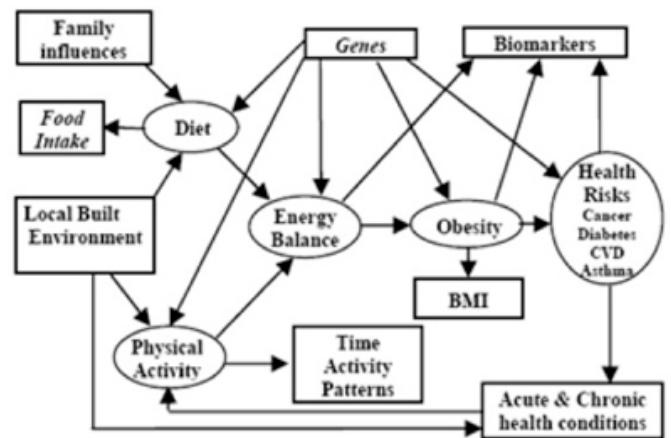 Family
influences
Genes
Biomarkers
Food
Intake
Diet
Local Built
Environment
Energy
Balance
Obesity
Health
Risks
Cancer
Diabetes
CVD
Asthma
BMI
Physical
Activity
Time
Activity
Patterns
Acute & Chronic
health conditions